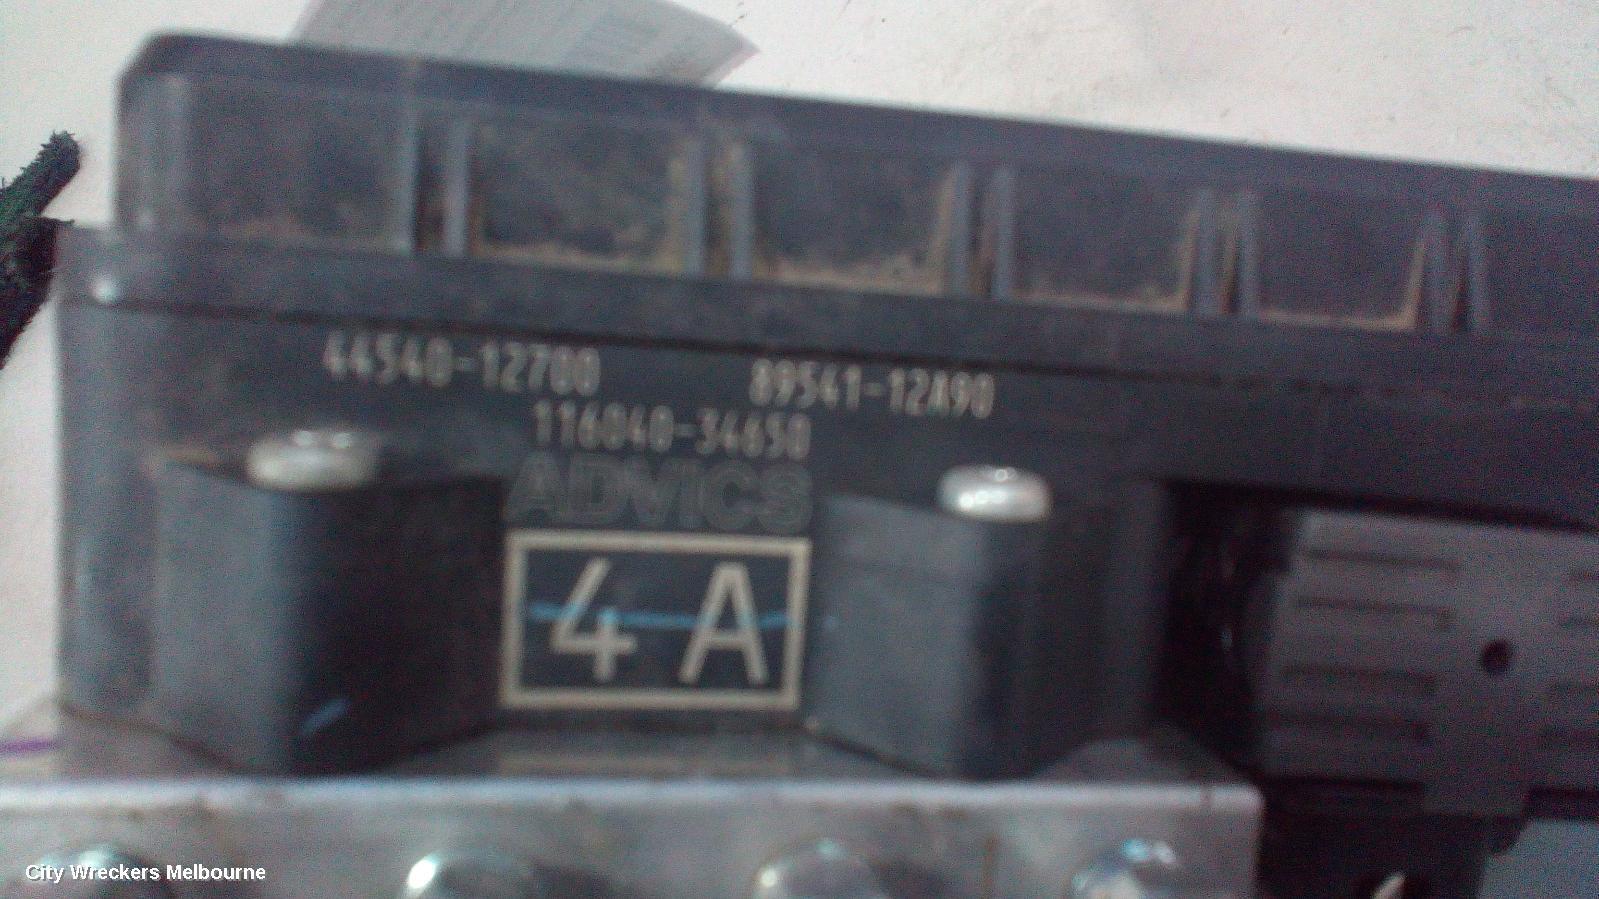 44540-12700 89541-12A90
116040-34650
ADVICS
4 A
City Wreckers Melbourne